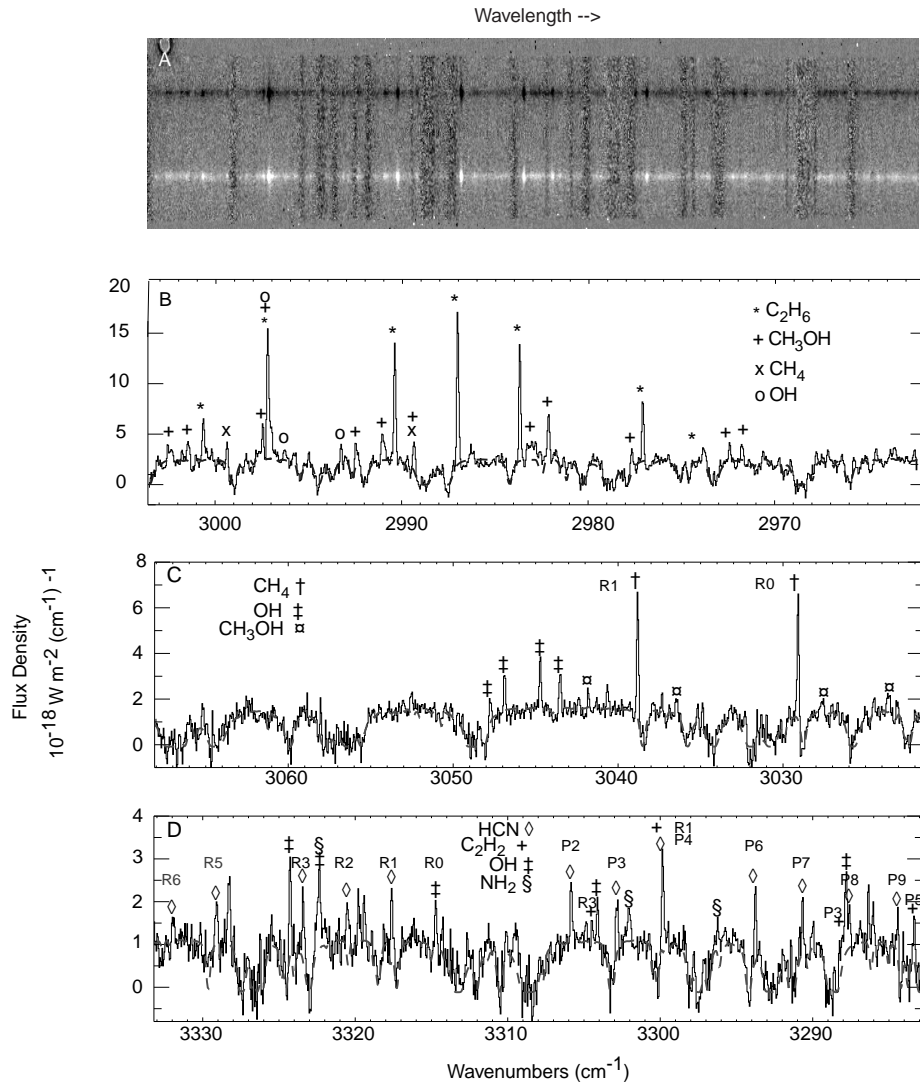 Wavelength -->
A
20
15
10
5
0
B
o
+
*
* C2H6
+ CH3OH
x CH4
o OH
+ + * x + * o o + + * + x * * + + + * * + +
3000 2990 2980 2970
Flux Density
10-18 W m-2 (cm-1) -1
8
6
4
2
0
C
CH4 †
OH ‡
CH3OH ¤
R1 † R0 †
‡ ‡ ‡ ‡ ¤ ¤ ¤ ¤
3060 3050 3040 3030
4
3
2
1
0
D
HCN ◊
C2H2 +
OH ‡
NH2 §
R6 ◊ R5 ◊ ‡ R3 ◊ § ‡ R2 ◊ R1 ◊ R0 ‡ P2 ◊ R3 + ‡ P3 ◊ § + R1 P4 ◊ § P6 ◊ P7 ◊ P3 + ‡ P8 ◊ P9 ◊ P5 +
3330 3320 3310 3300 3290
Wavenumbers (cm-1)